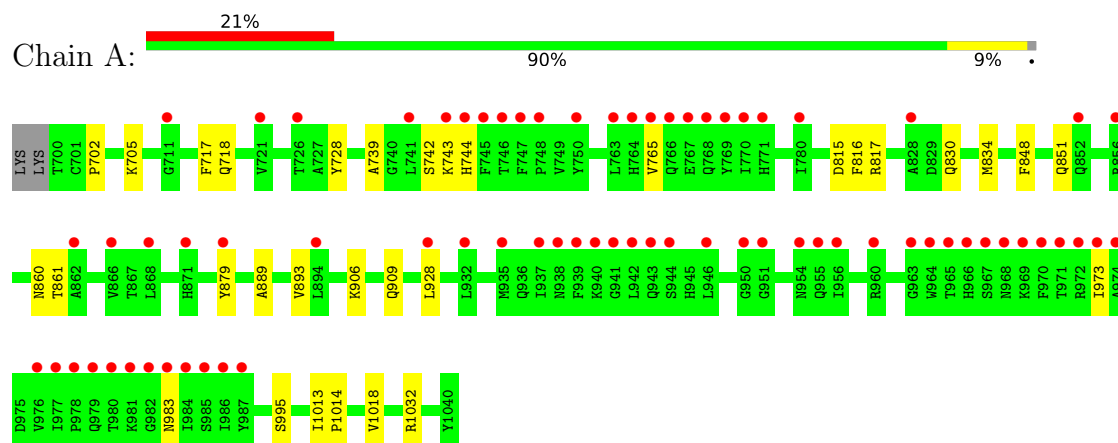 21%
Chain A:
90% 9% •
LYS LYS T700 C701 P702 K705 G711 F717 Q718 V721 T726 A727 Y728 A739 G740 L741 S742 K743 H744 F745 T746 F747 P748 V749 Y750 L763 H764 V765 Q766 E767 Q768 Y769 I770 H771 I780 D815 F816 R817 A828 D829 Q830 M834 F848 Q851 Q852
N860 T861 A862 V866 T867 L868 H871 Y879 A889 V893 L894 K906 Q909 L928 L932 M935 Q936 I937 N938 F939 K940 G941 L942 Q943 S944 H945 L946 G950 G951 N954 Q955 I956 R960 G963 W964 T965 H966 S967 N968 K969 F970 T971 R972 I973
D975 V976 I977 P978 Q979 T980 K981 G982 N983 I984 S985 I986 Y987 S995 I1013 P1014 V1018 R1032 Y1040